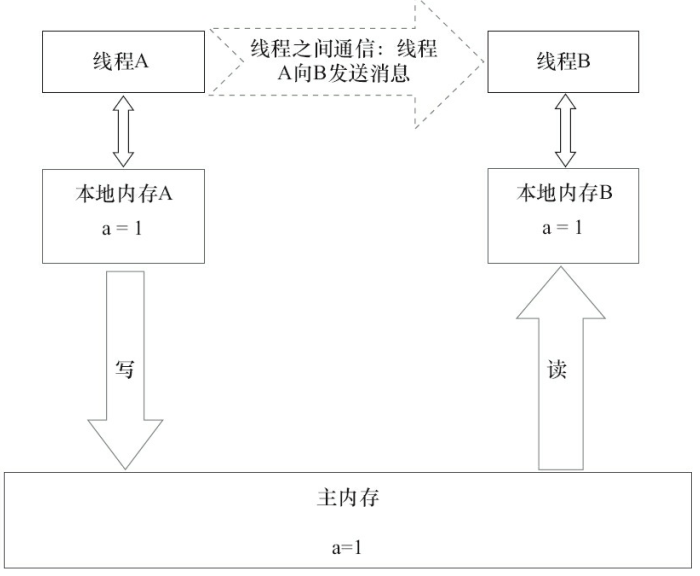 线程A
线程之间通信：线程
A向B发送消息
线程B
本地内存A
a = 1
本地内存B
a = 1
写
读
主内存
a=1